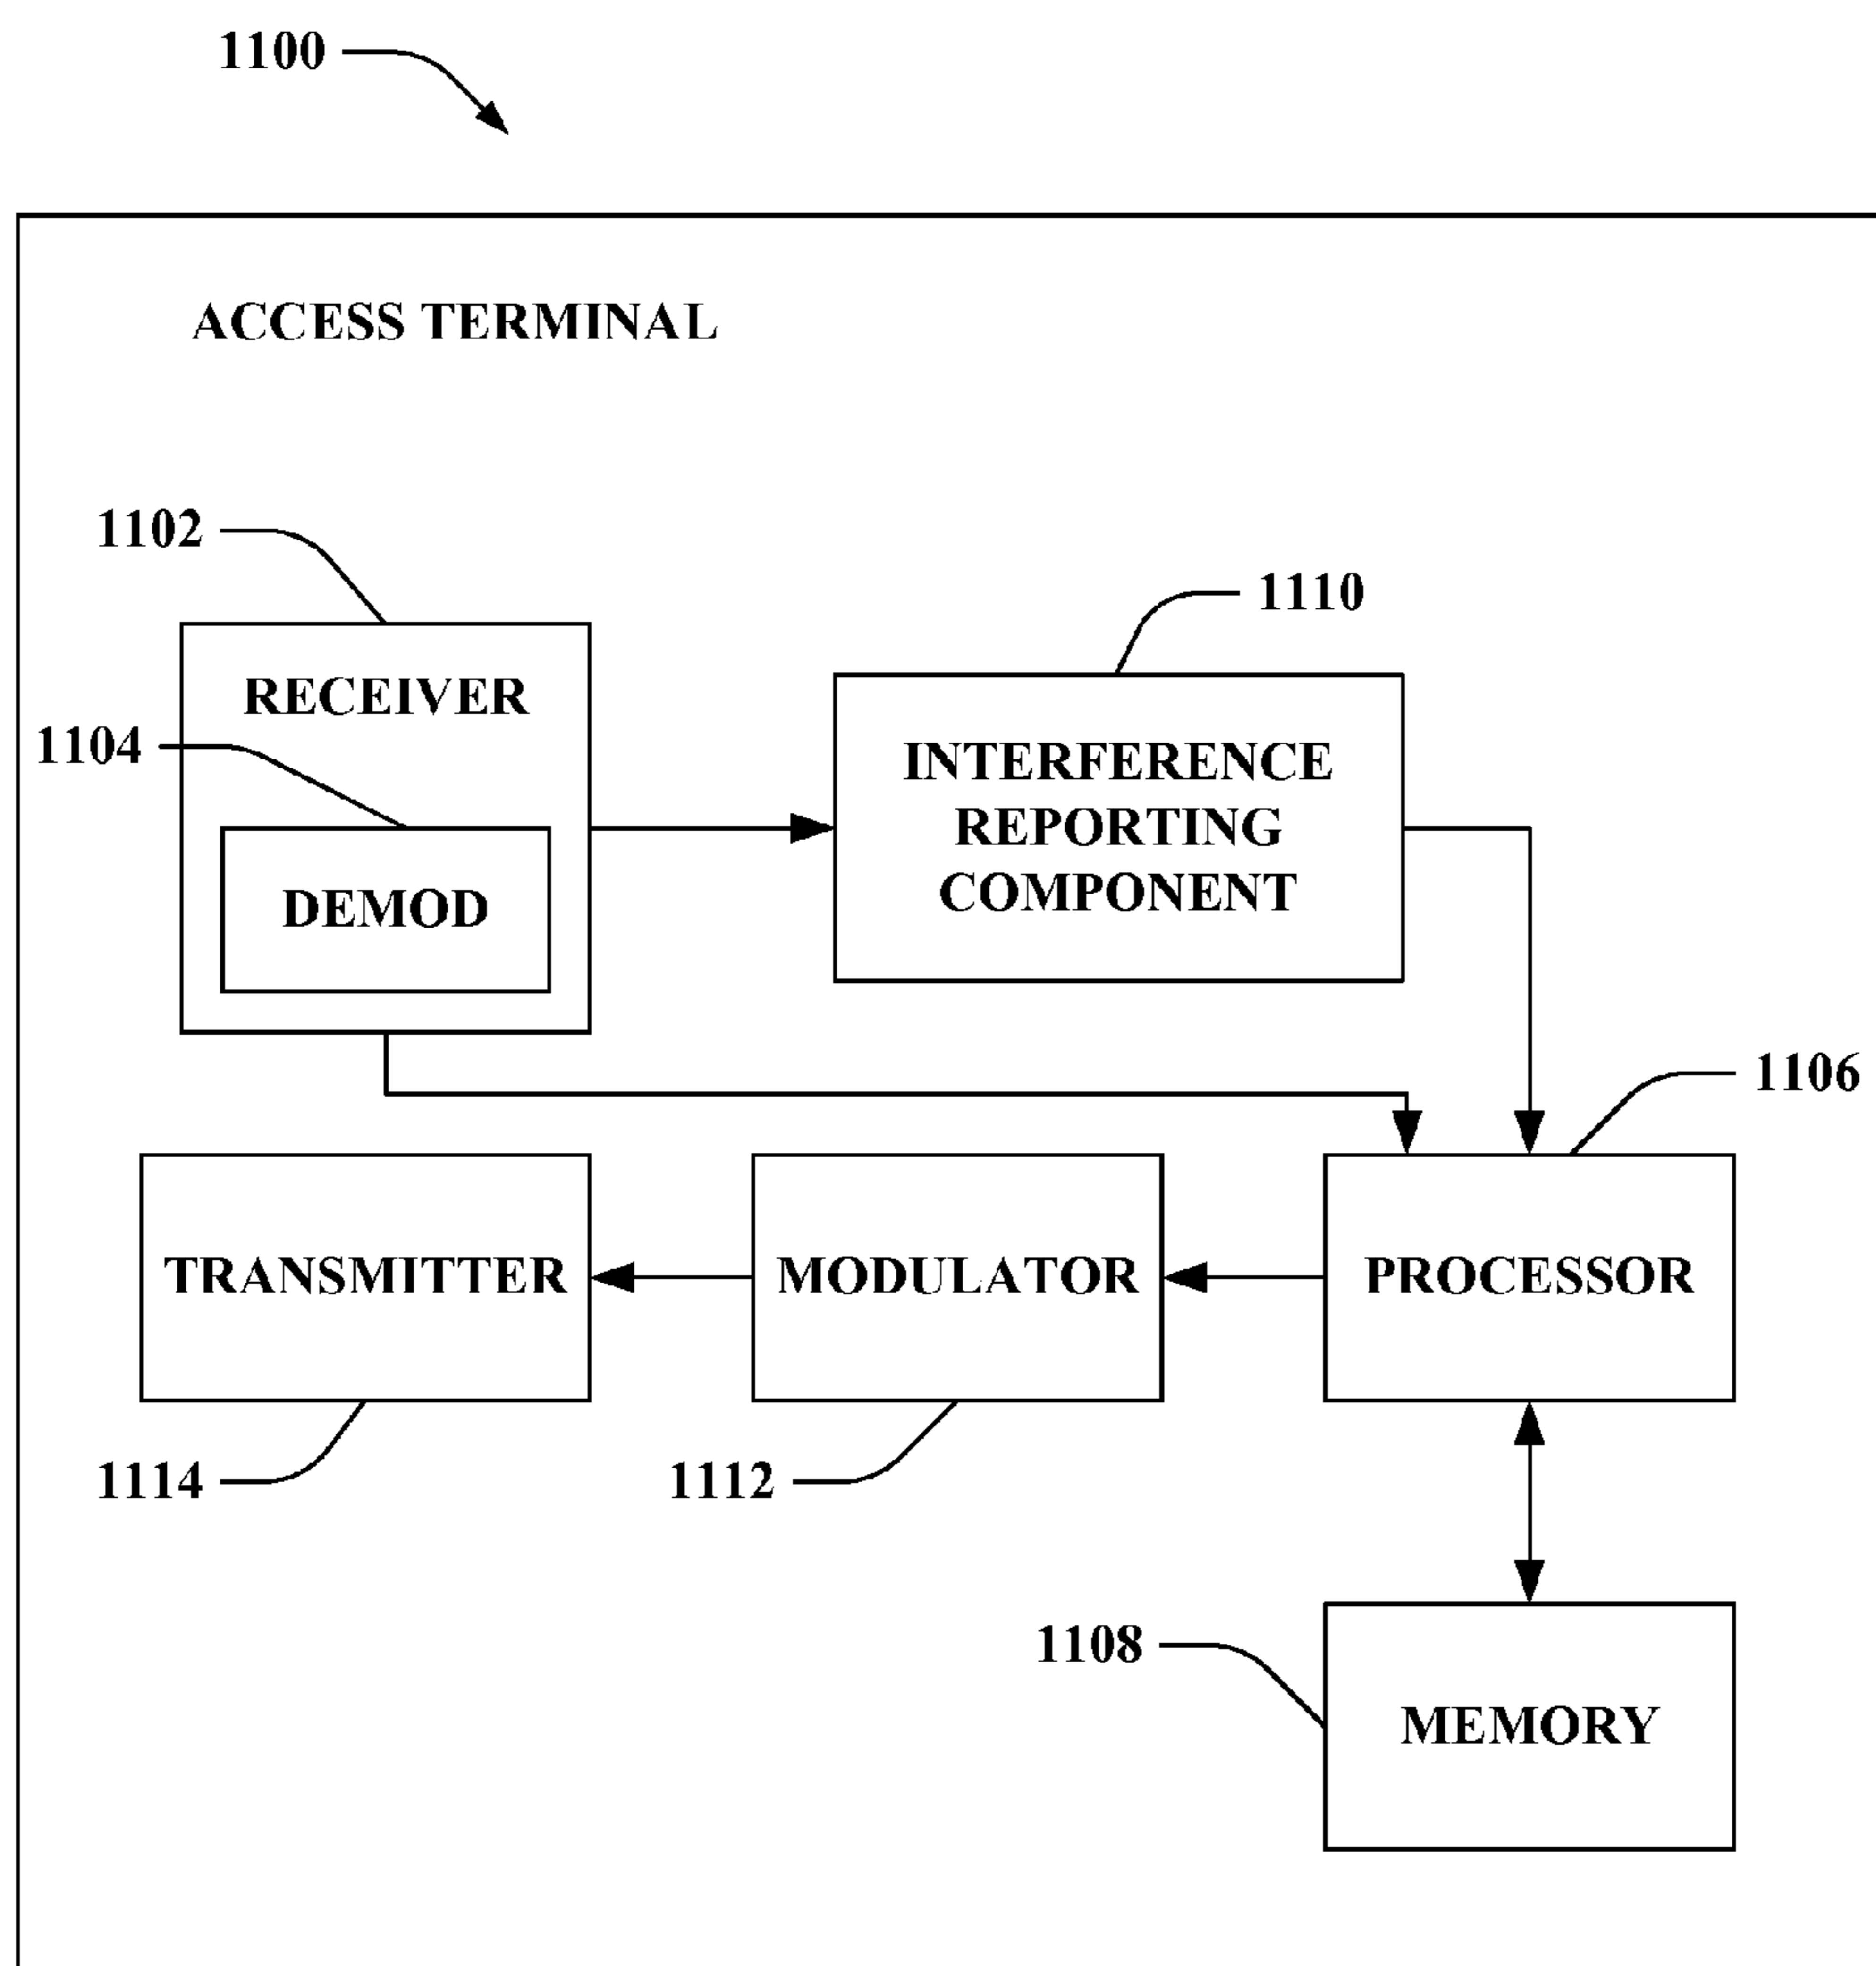 1100
ACCESS TERMINAL
1102
1110
RECEIVER
1104
INTERFERENCE
REPORTING
COMPONENT
DEMOD
1106
TRANSMITTER
MODULATOR
PROCESSOR
1114
1112
1108
MEMORY